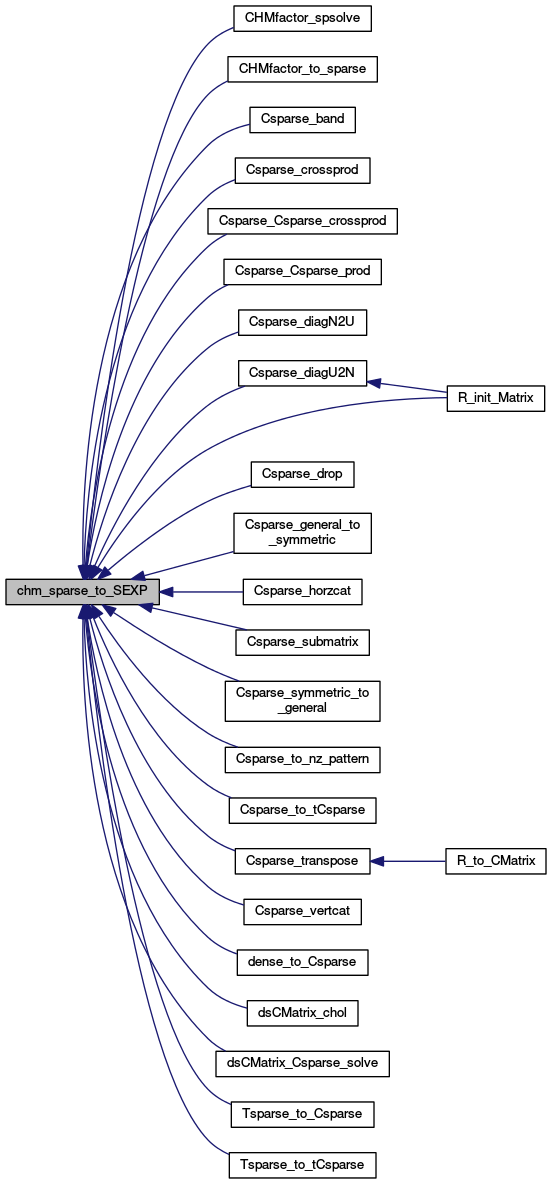 CHMfactor_spsolve
CHMfactor_to_sparse
Csparse_band
Csparse_crossprod
Csparse_Csparse_crossprod
Csparse_Csparse_prod
Csparse_diagN2U
Csparse_diagU2N
R_init_Matrix
Csparse_drop
Csparse_general_to
_symmetric
chm_sparse_to_SEXP
Csparse_horzcat
Csparse_submatrix
Csparse_symmetric_to
_general
Csparse_to_nz_pattern
Csparse_to_tCsparse
Csparse_transpose
R_to_CMatrix
Csparse_vertcat
dense_to_Csparse
dsCMatrix_chol
dsCMatrix_Csparse_solve
Tsparse_to_Csparse
Tsparse_to_tCsparse